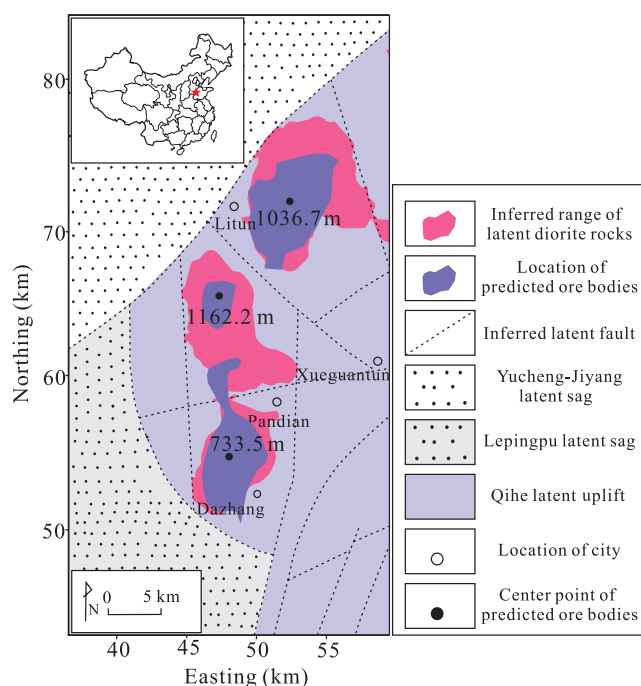 80
70
60
50
Northing (km)
40
45
50
55
Easting (km)
Litun
1036.7 m
1162.2 m
Xueguantun
Pandian
733.5 m
Dazhang
N
0 5 km
Inferred range of
latent diorite rocks
Location of
predicted ore bodies
Inferred latent fault
Yucheng-Jiyang
latent sag
Lepingpu latent sag
Qihe latent uplift
Location of city
Center point of
predicted ore bodies